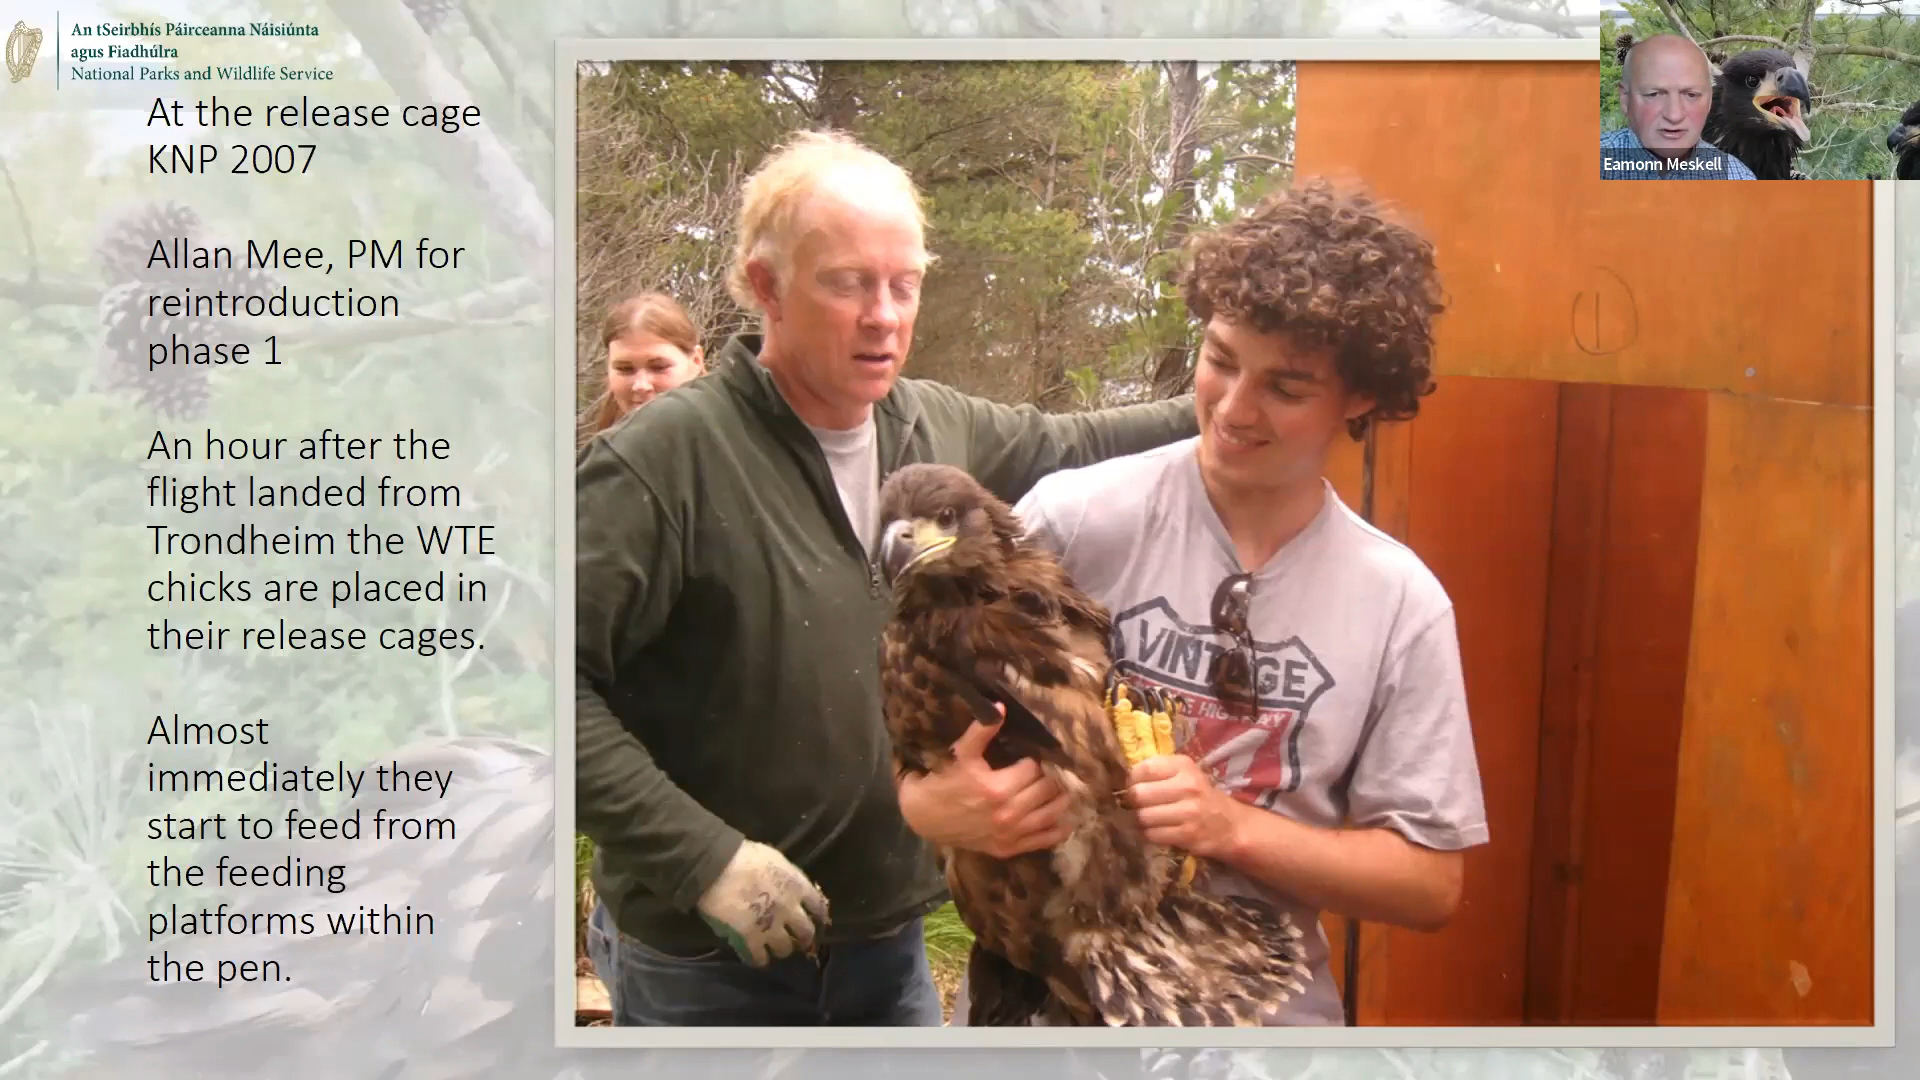 An tSeirbhís Páirceanna Náisiúnta
agus Fiadhúlra
National Parks and Wildlife Service
At the release cage
KNP 2007
Allan Mee, PM for
reintroduction
phase 1
An hour after the
flight landed from
Trondheim the WTE
chicks are placed in
their release cages.
Almost
immediately they
start to feed from
the feeding
platforms within
the pen.
Eamonn Meskell
1
VINTAGE
HIGHWAY